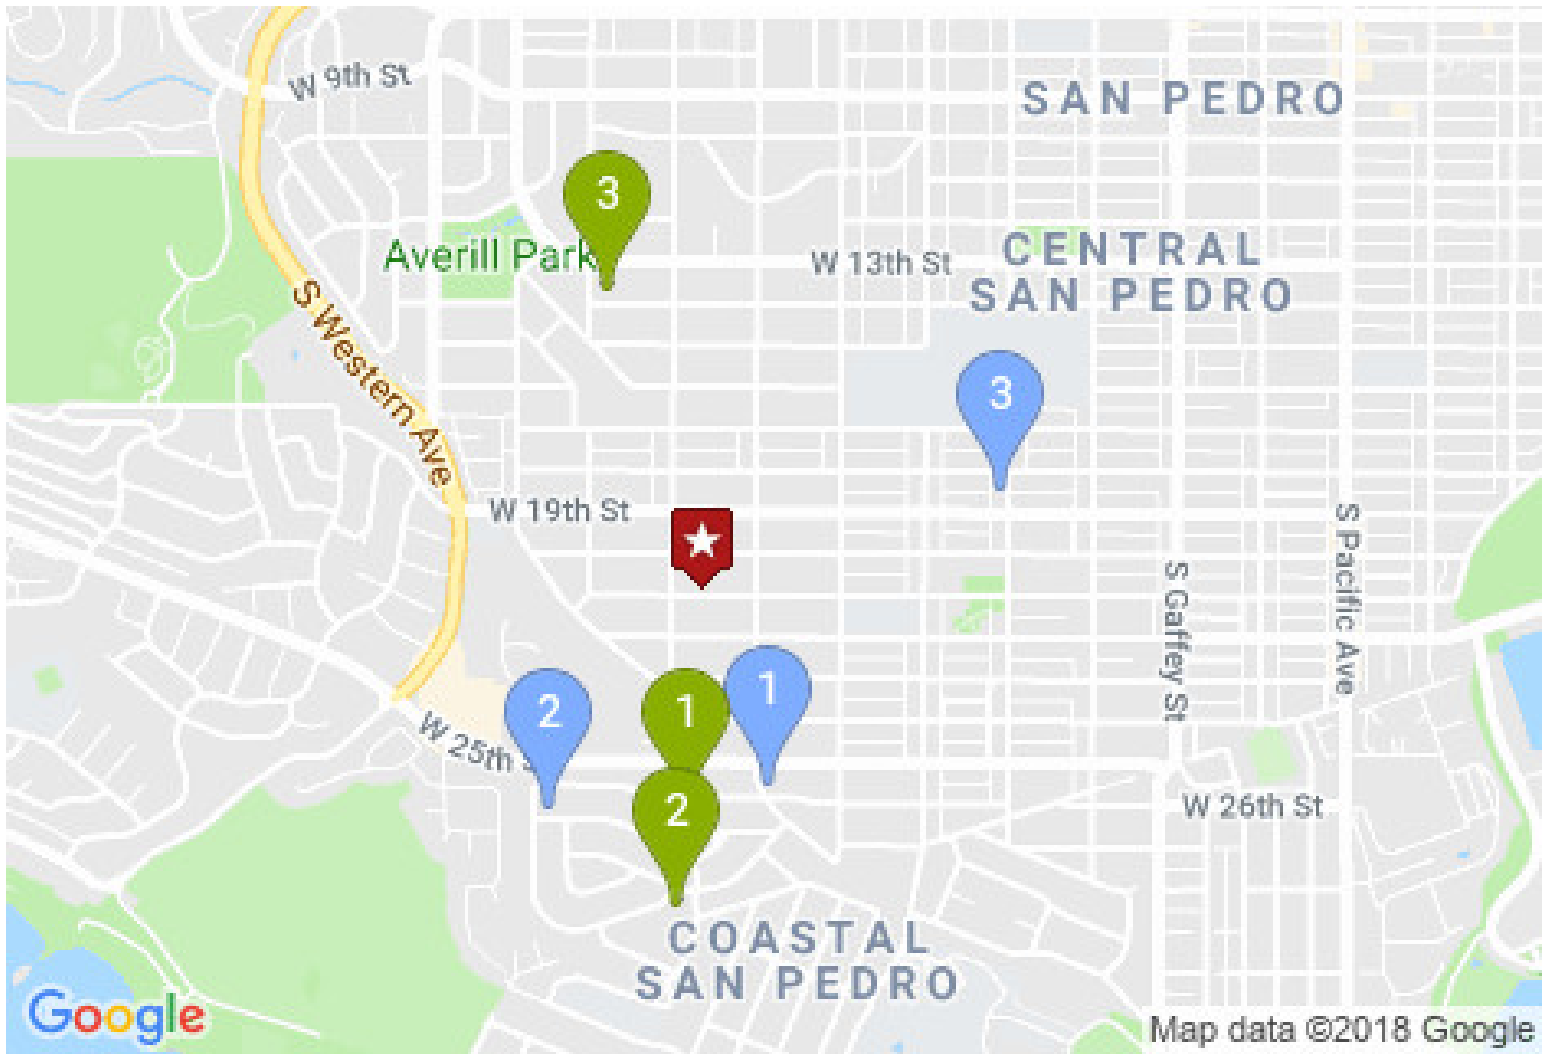 W 9th St
SAN PEDRO
3
Averill Park
W 13th St
CENTRAL
SAN PEDRO
S Western Ave
3
W 19th St
S Pacific Ave
S Gaffey St
1
2
1
W 25th S
2
W 26th St
COASTAL
SAN PEDRO
Google
Map data ©2018 Google